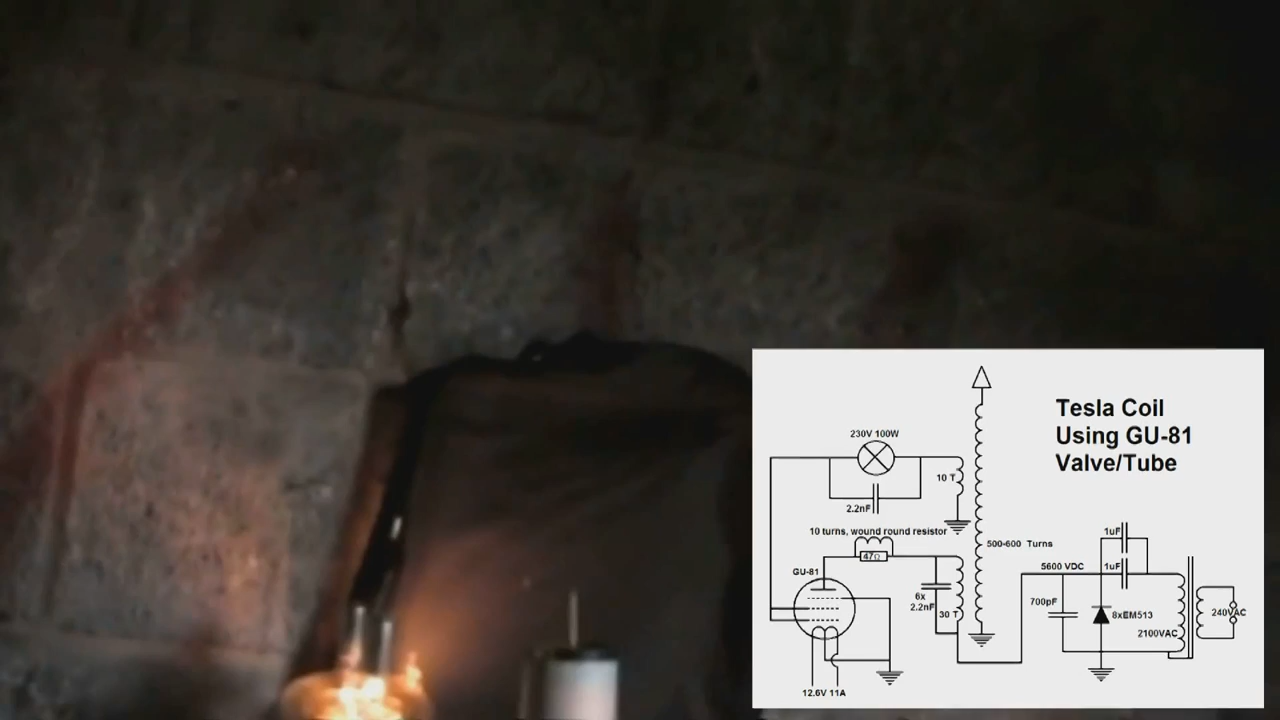 Tesla Coil
Using GU-81
Valve/Tube
230V 100W
10 T
2.2nF
10 turns, wound round resistor
47Ω
500-600 Turns
GU-81
6x
2.2nF
30 T
12.6V 11A
1uF
5600 VDC
1uF
700pF
8xEM513
2100VAC
240VAC